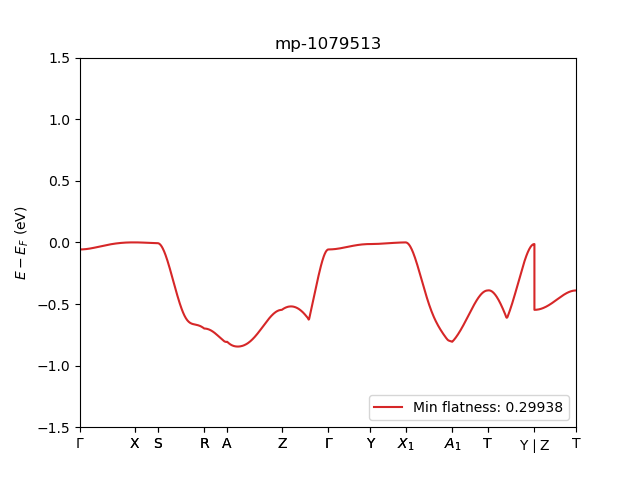 mp-1079513
E − E_F (eV)
1.5
1.0
0.5
0.0
−0.5
−1.0
−1.5
Γ X S R A Z Γ Y X₁ A₁ T Y | Z T
Min flatness: 0.29938